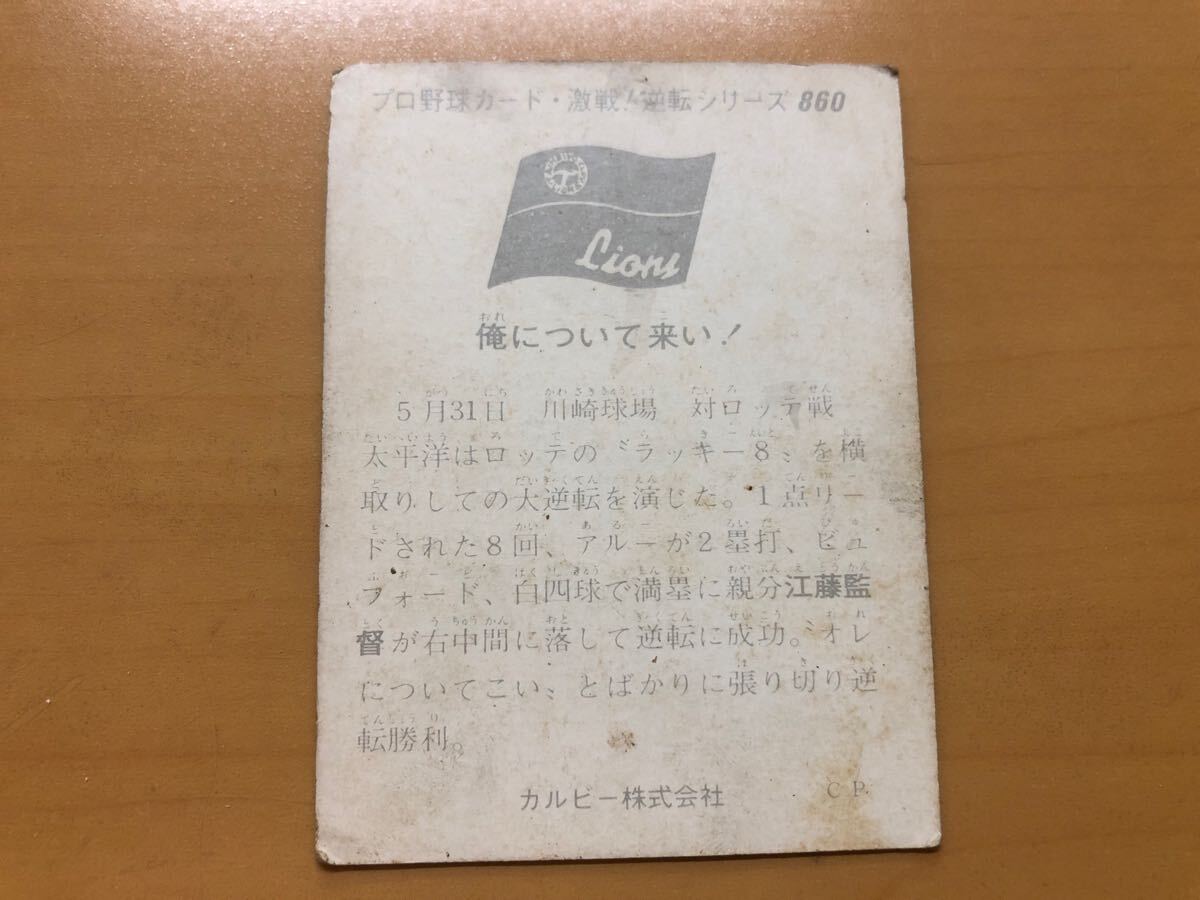 プロ野球カード・激戦!逆転シリーズ 860
Lions
俺について来い!
5月31日 川崎球場 対ロッテ戦
太平洋はロッテの〝ラッキー8〟を横
取りしての大逆転を演じた。1点リー
ドされた8回、アルーが2塁打、ビュ
フォード、白四球で満塁に親分江藤監
督が右中間に落して逆転に成功。〝オレ
についてこい〟とばかりに張り切り逆
転勝利。
カルビー株式会社 C P.